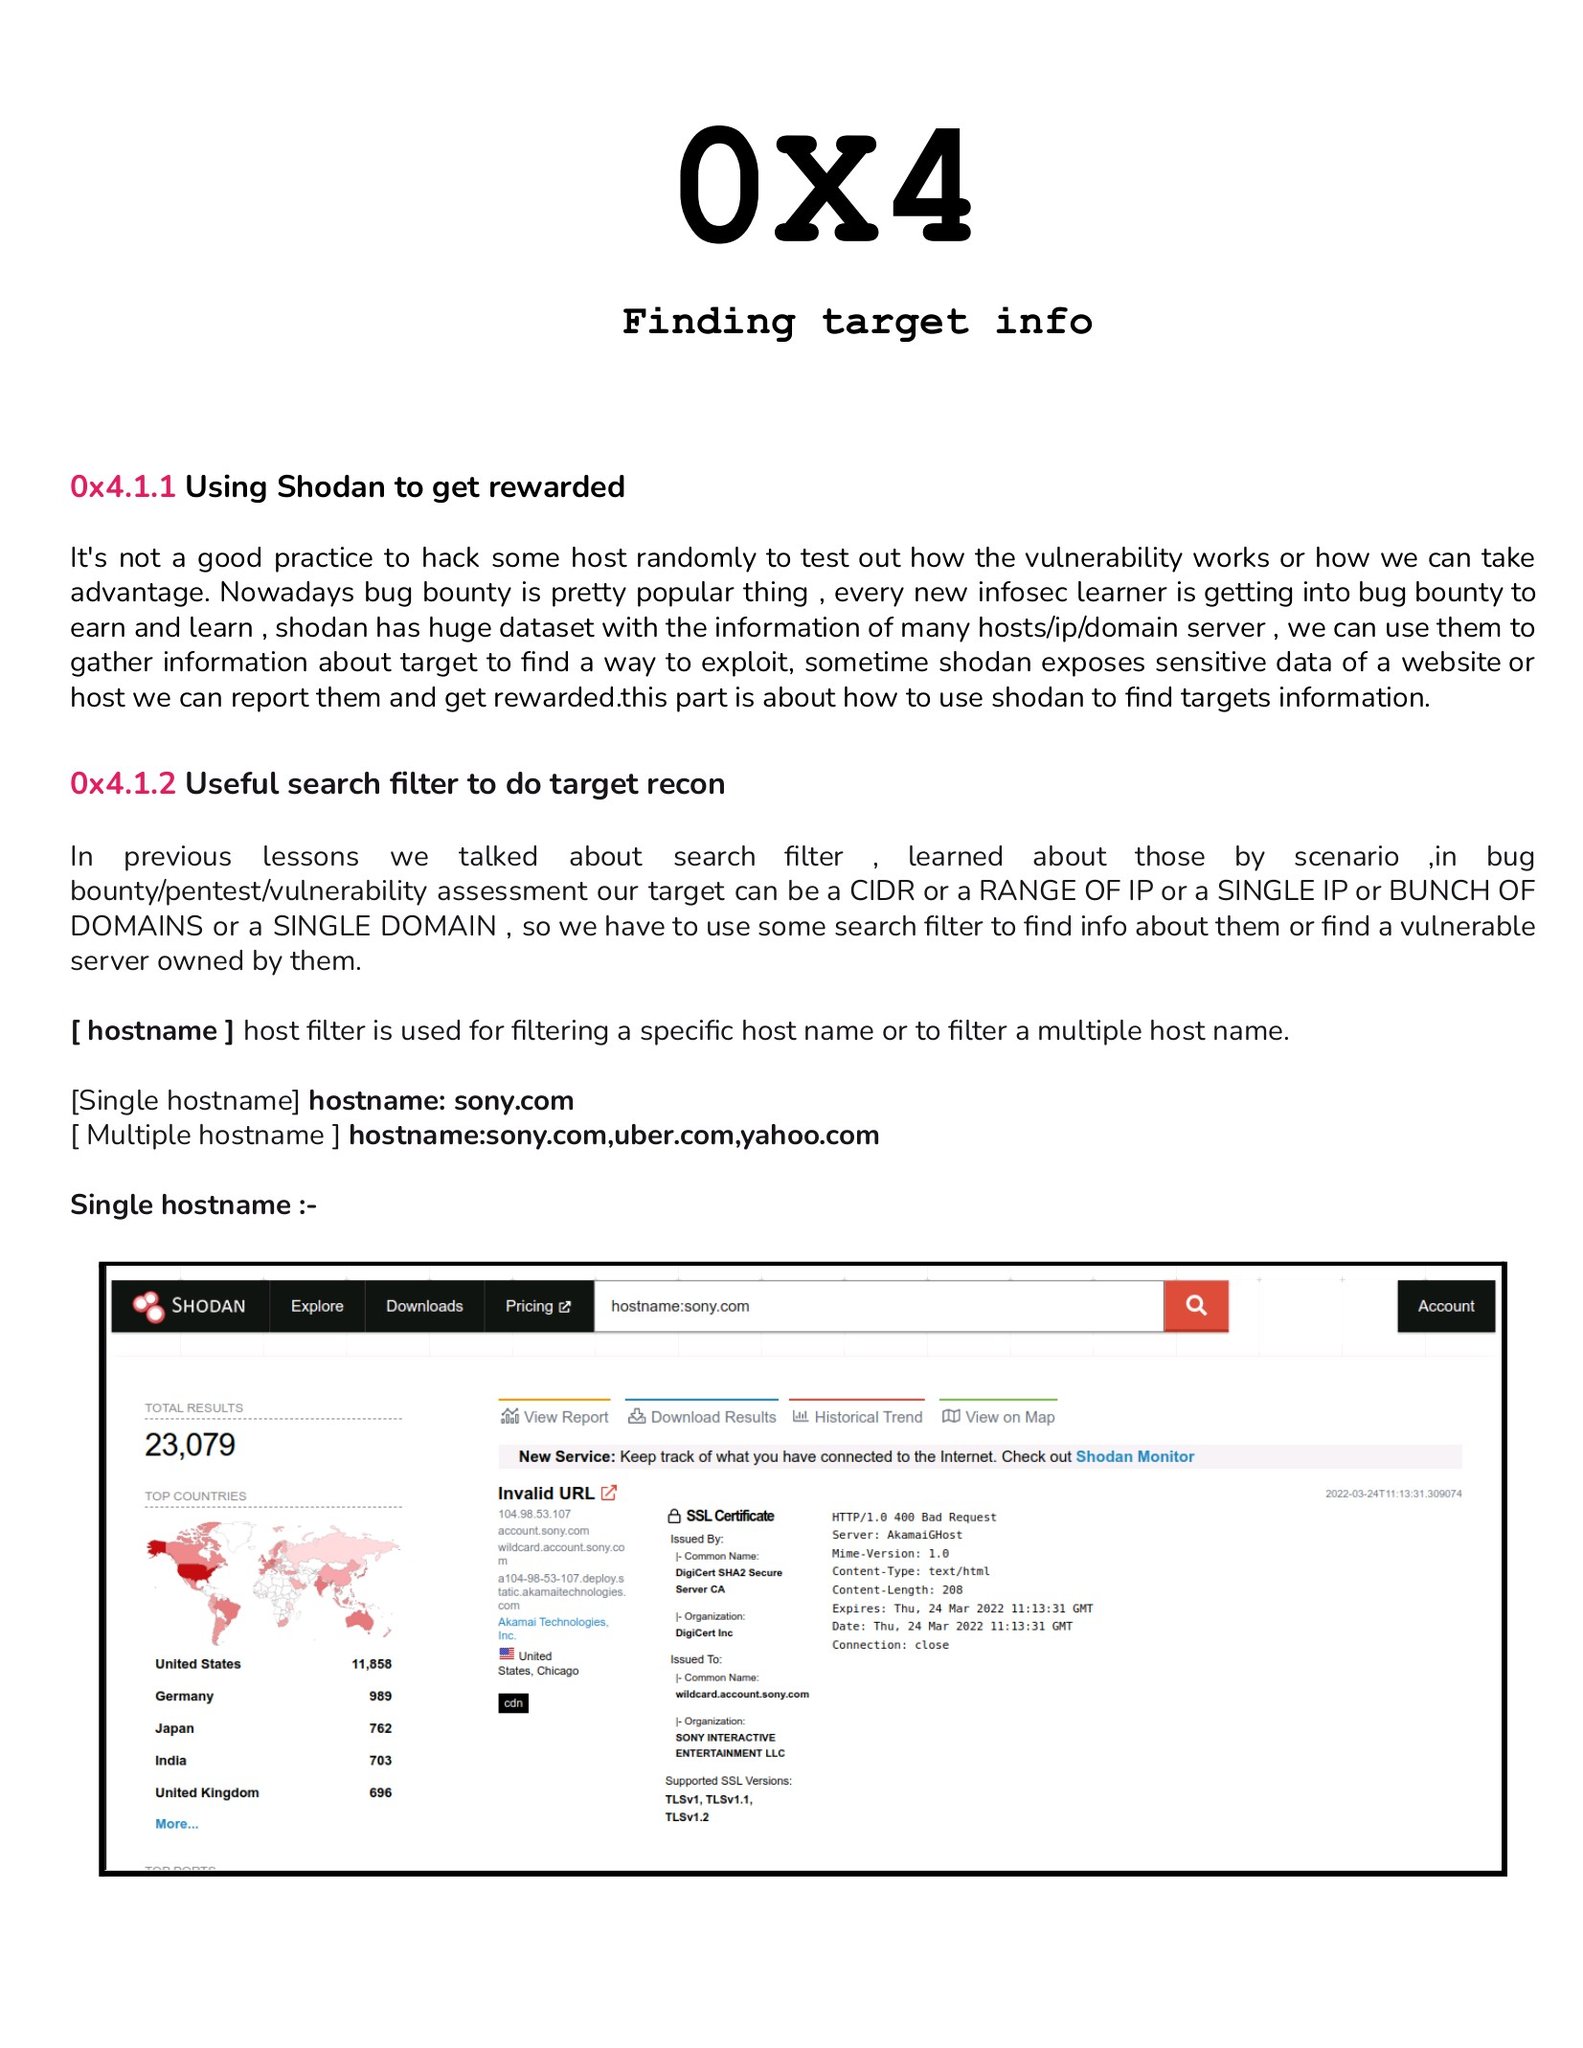 0X4
Finding target info
0x4.1.1 Using Shodan to get rewarded
It's not a good practice to hack some host randomly to test out how the vulnerability works or how we can take
advantage. Nowadays bug bounty is pretty popular thing , every new infosec learner is getting into bug bounty to
earn and learn , shodan has huge dataset with the information of many hosts/ip/domain server , we can use them to
gather information about target to find a way to exploit, sometime shodan exposes sensitive data of a website or
host we can report them and get rewarded.this part is about how to use shodan to find targets information.
0x4.1.2 Useful search filter to do target recon
In previous lessons we talked about search filter , learned about those by scenario ,in bug
bounty/pentest/vulnerability assessment our target can be a CIDR or a RANGE OF IP or a SINGLE IP or BUNCH OF
DOMAINS or a SINGLE DOMAIN , so we have to use some search filter to find info about them or find a vulnerable
server owned by them.
[ hostname ] host filter is used for filtering a specific host name or to filter a multiple host name.
[Single hostname] hostname: sony.com
[ Multiple hostname ] hostname:sony.com,uber.com,yahoo.com
Single hostname :-
SHODAN Explore Downloads Pricing hostname:sony.com Account
TOTAL RESULTS
23,079
TOP COUNTRIES
United States 11,858
Germany 989
Japan 762
India 703
United Kingdom 696
More...
TOP PORTS
View Report Download Results Historical Trend View on Map
New Service: Keep track of what you have connected to the Internet. Check out Shodan Monitor
Invalid URL
2022-03-24T11:13:31.309074
104.98.53.107
account.sony.com
wildcard.account.sony.co
m
a104-98-53-107.deploy.s
tatic.akamaitechnologies.
com
Akamai Technologies,
Inc.
United
States, Chicago
cdn
SSL Certificate
Issued By:
|- Common Name:
DigiCert SHA2 Secure
Server CA
|- Organization:
DigiCert Inc
Issued To:
|- Common Name:
wildcard.account.sony.com
|- Organization:
SONY INTERACTIVE
ENTERTAINMENT LLC
Supported SSL Versions:
TLSv1, TLSv1.1,
TLSv1.2
HTTP/1.0 400 Bad Request
Server: AkamaiGHost
Mime-Version: 1.0
Content-Type: text/html
Content-Length: 208
Expires: Thu, 24 Mar 2022 11:13:31 GMT
Date: Thu, 24 Mar 2022 11:13:31 GMT
Connection: close